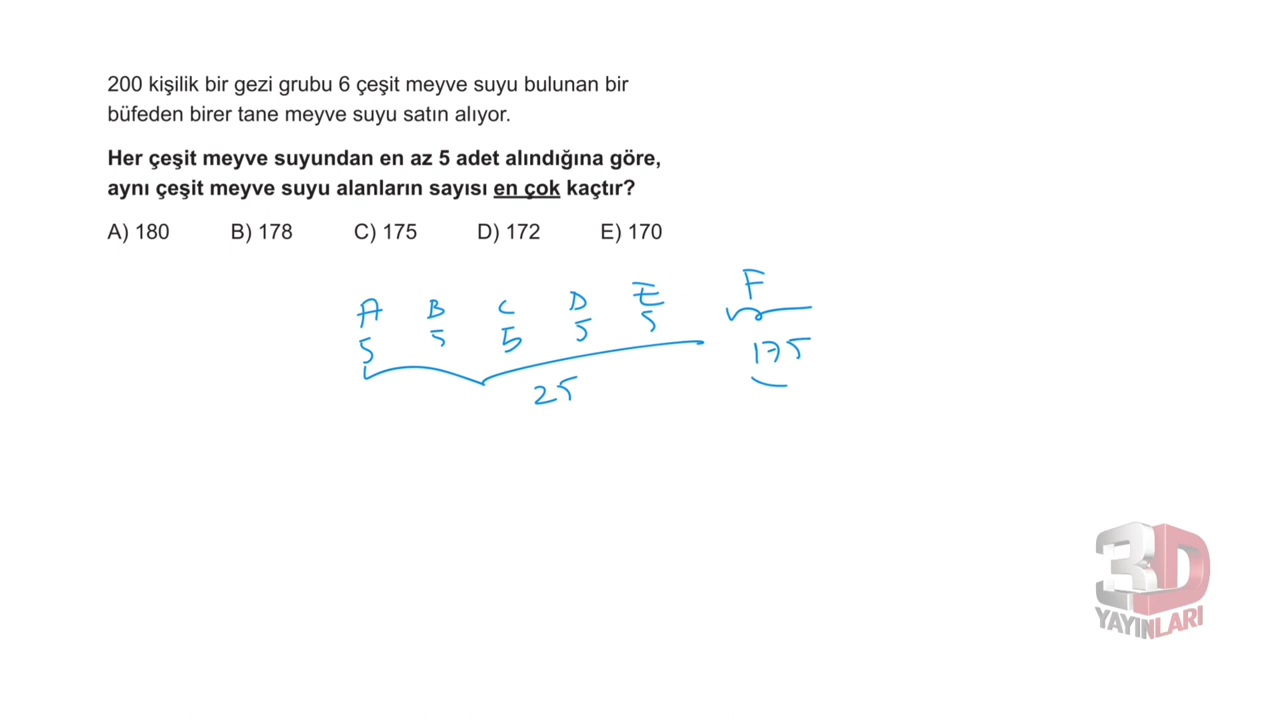 200 kişilik bir gezi grubu 6 çeşit meyve suyu bulunan bir
büfeden birer tane meyve suyu satın alıyor.
Her çeşit meyve suyundan en az 5 adet alındığına göre,
aynı çeşit meyve suyu alanların sayısı en çok kaçtır?
A) 180 B) 178 C) 175 D) 172 E) 170
A B C D E F
5 5 5 5 5 175
25
3D
YAYINLARI